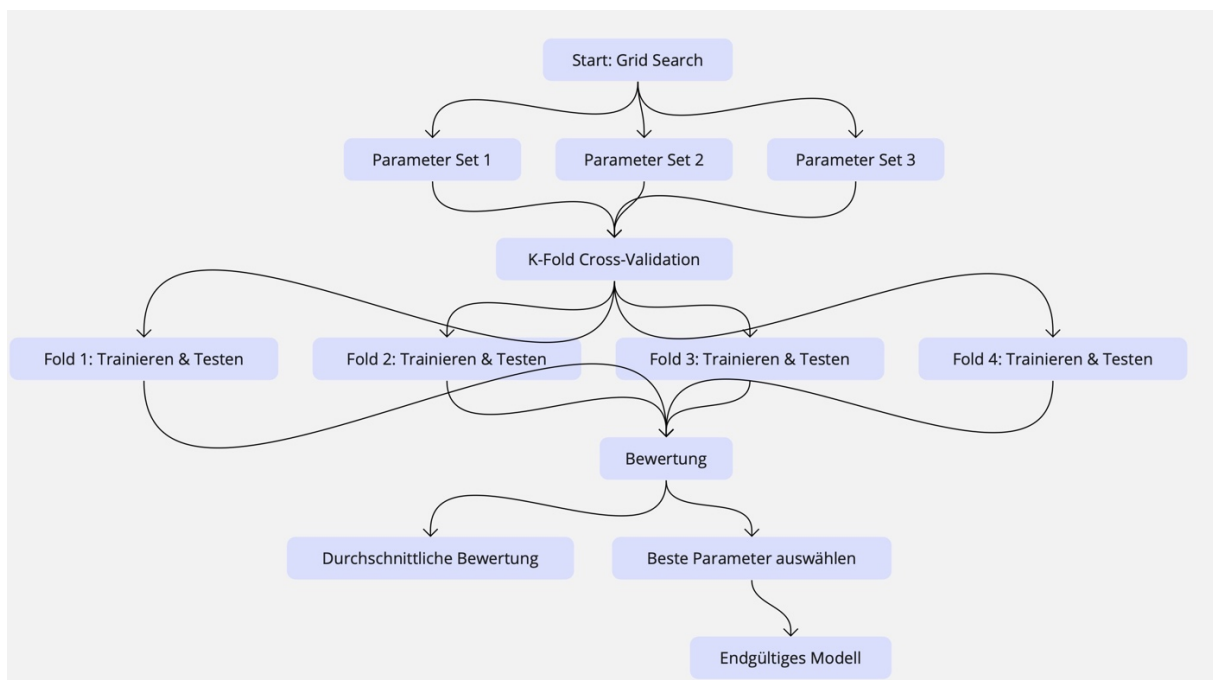 Start: Grid Search
Parameter Set 1
Parameter Set 2
Parameter Set 3
K-Fold Cross-Validation
Fold 1: Trainieren & Testen
Fold 2: Trainieren & Testen
Fold 3: Trainieren & Testen
Fold 4: Trainieren & Testen
Bewertung
Durchschnittliche Bewertung
Beste Parameter auswählen
Endgültiges Modell